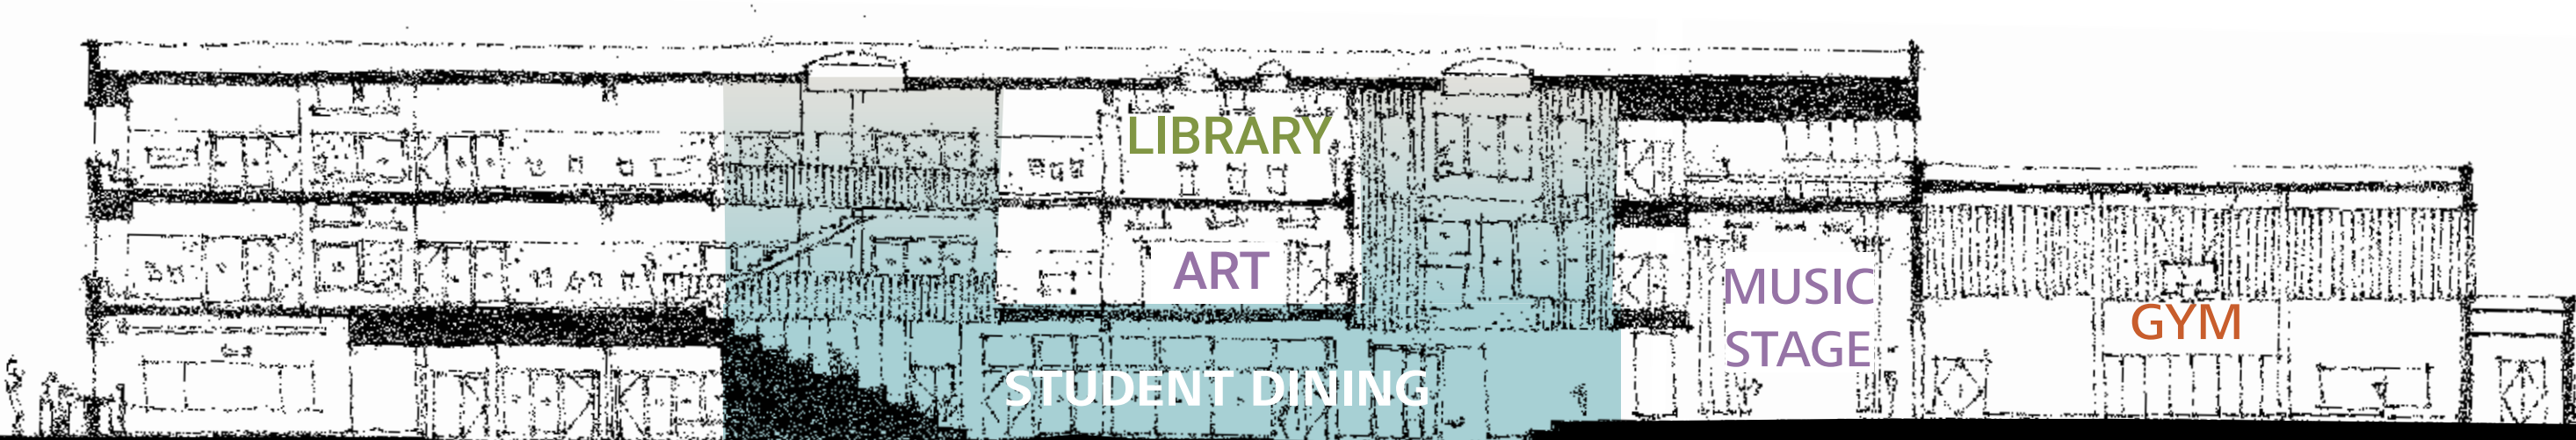 LIBRARY
ART
MUSIC
STAGE
GYM
STUDENT DINING